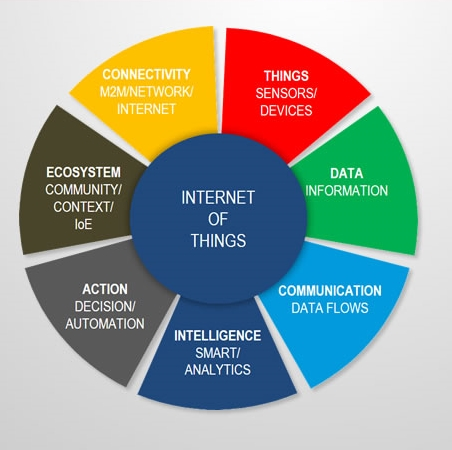 CONNECTIVITY
M2M/NETWORK/
INTERNET
THINGS
SENSORS/
DEVICES
DATA
INFORMATION
COMMUNICATION
DATA FLOWS
INTELLIGENCE
SMART/
ANALYTICS
ACTION
DECISION/
AUTOMATION
ECOSYSTEM
COMMUNITY/
CONTEXT/
IoE
INTERNET
OF
THINGS